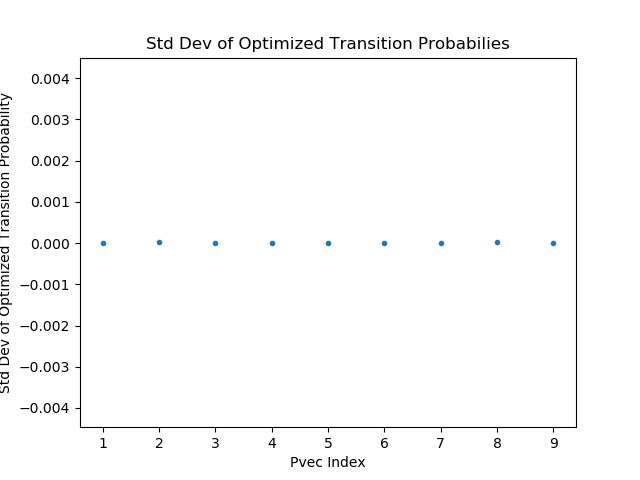 Std Dev of Optimized Transition Probabilies
0.004
0.003
0.002
0.001
0.000
−0.001
−0.002
−0.003
−0.004
Std Dev of Optimized Transition Probability
1 2 3 4 5 6 7 8 9
Pvec Index